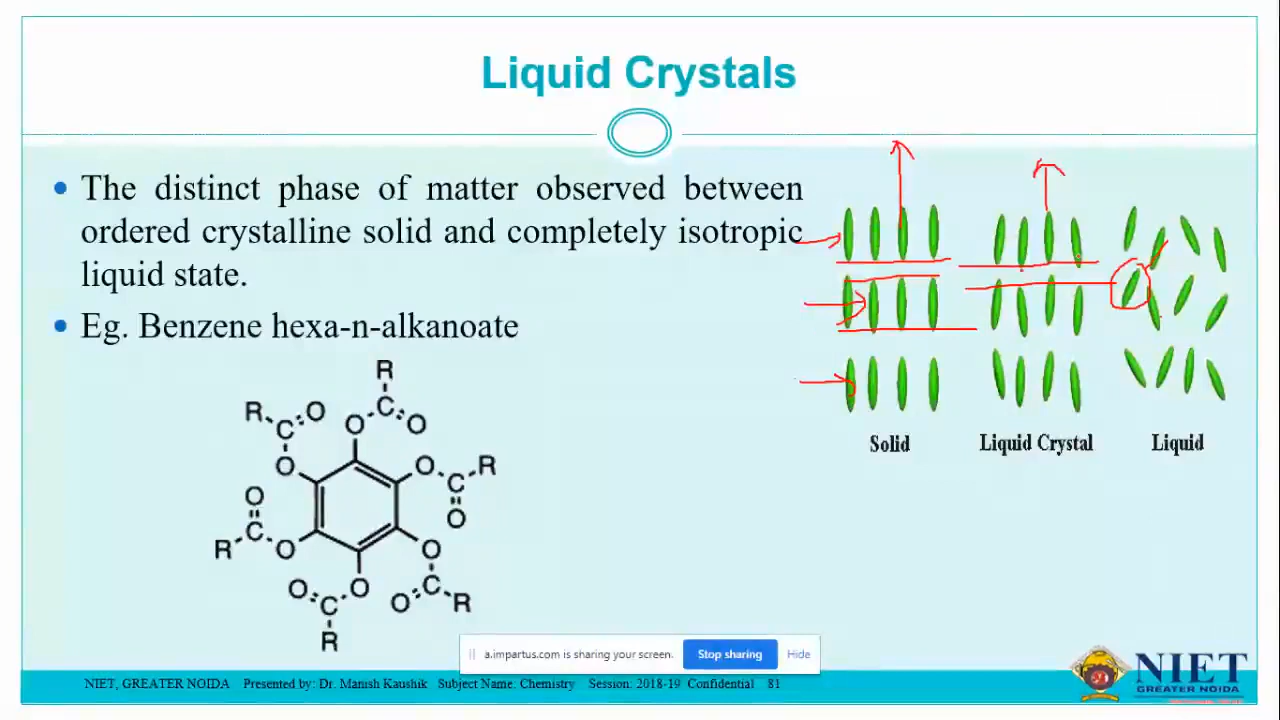 Liquid Crystals
• The distinct phase of matter observed between
ordered crystalline solid and completely isotropic
liquid state.
• Eg. Benzene hexa-n-alkanoate
R
R
O
C
O
C
O
O
O
R
C
O
O
C
R
O
O
O
C
R
O
O
C
R
O
C
R
Solid
Liquid Crystal
Liquid
a.impartus.com is sharing your screen.
Stop sharing
Hide
NIET, GREATER NOIDA Presented by: Dr. Manish Kaushik Subject Name: Chemistry Session: 2018-19 Confidential 81
NIET
GREATER NOIDA